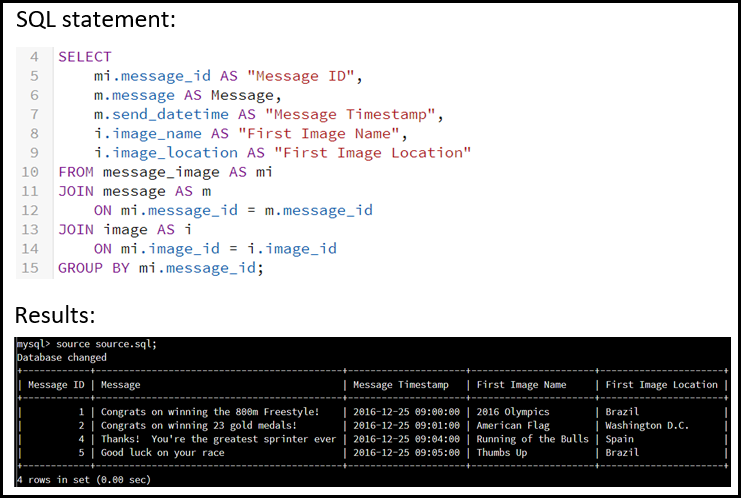 SQL statement:
4 SELECT
5 mi.message_id AS "Message ID",
6 m.message AS Message,
7 m.send_datetime AS "Message Timestamp",
8 i.image_name AS "First Image Name",
9 i.image_location AS "First Image Location"
10 FROM message_image AS mi
11 JOIN message AS m
12 ON mi.message_id = m.message_id
13 JOIN image AS i
14 ON mi.image_id = i.image_id
15 GROUP BY mi.message_id;
Results:
mysql> source source.sql;
Database changed
| Message ID | Message | Message Timestamp | First Image Name | First Image Location |
| 1 | Congrats on winning the 800m Freestyle! | 2016-12-25 09:00:00 | 2016 Olympics | Brazil |
| 2 | Congrats on winning 23 gold medals! | 2016-12-25 09:01:00 | American Flag | Washington D.C. |
| 4 | Thanks!  You're the greatest sprinter ever | 2016-12-25 09:04:00 | Running of the Bulls | Spain |
| 5 | Good luck on your race | 2016-12-25 09:05:00 | Thumbs Up | Brazil |
4 rows in set (0.00 sec)